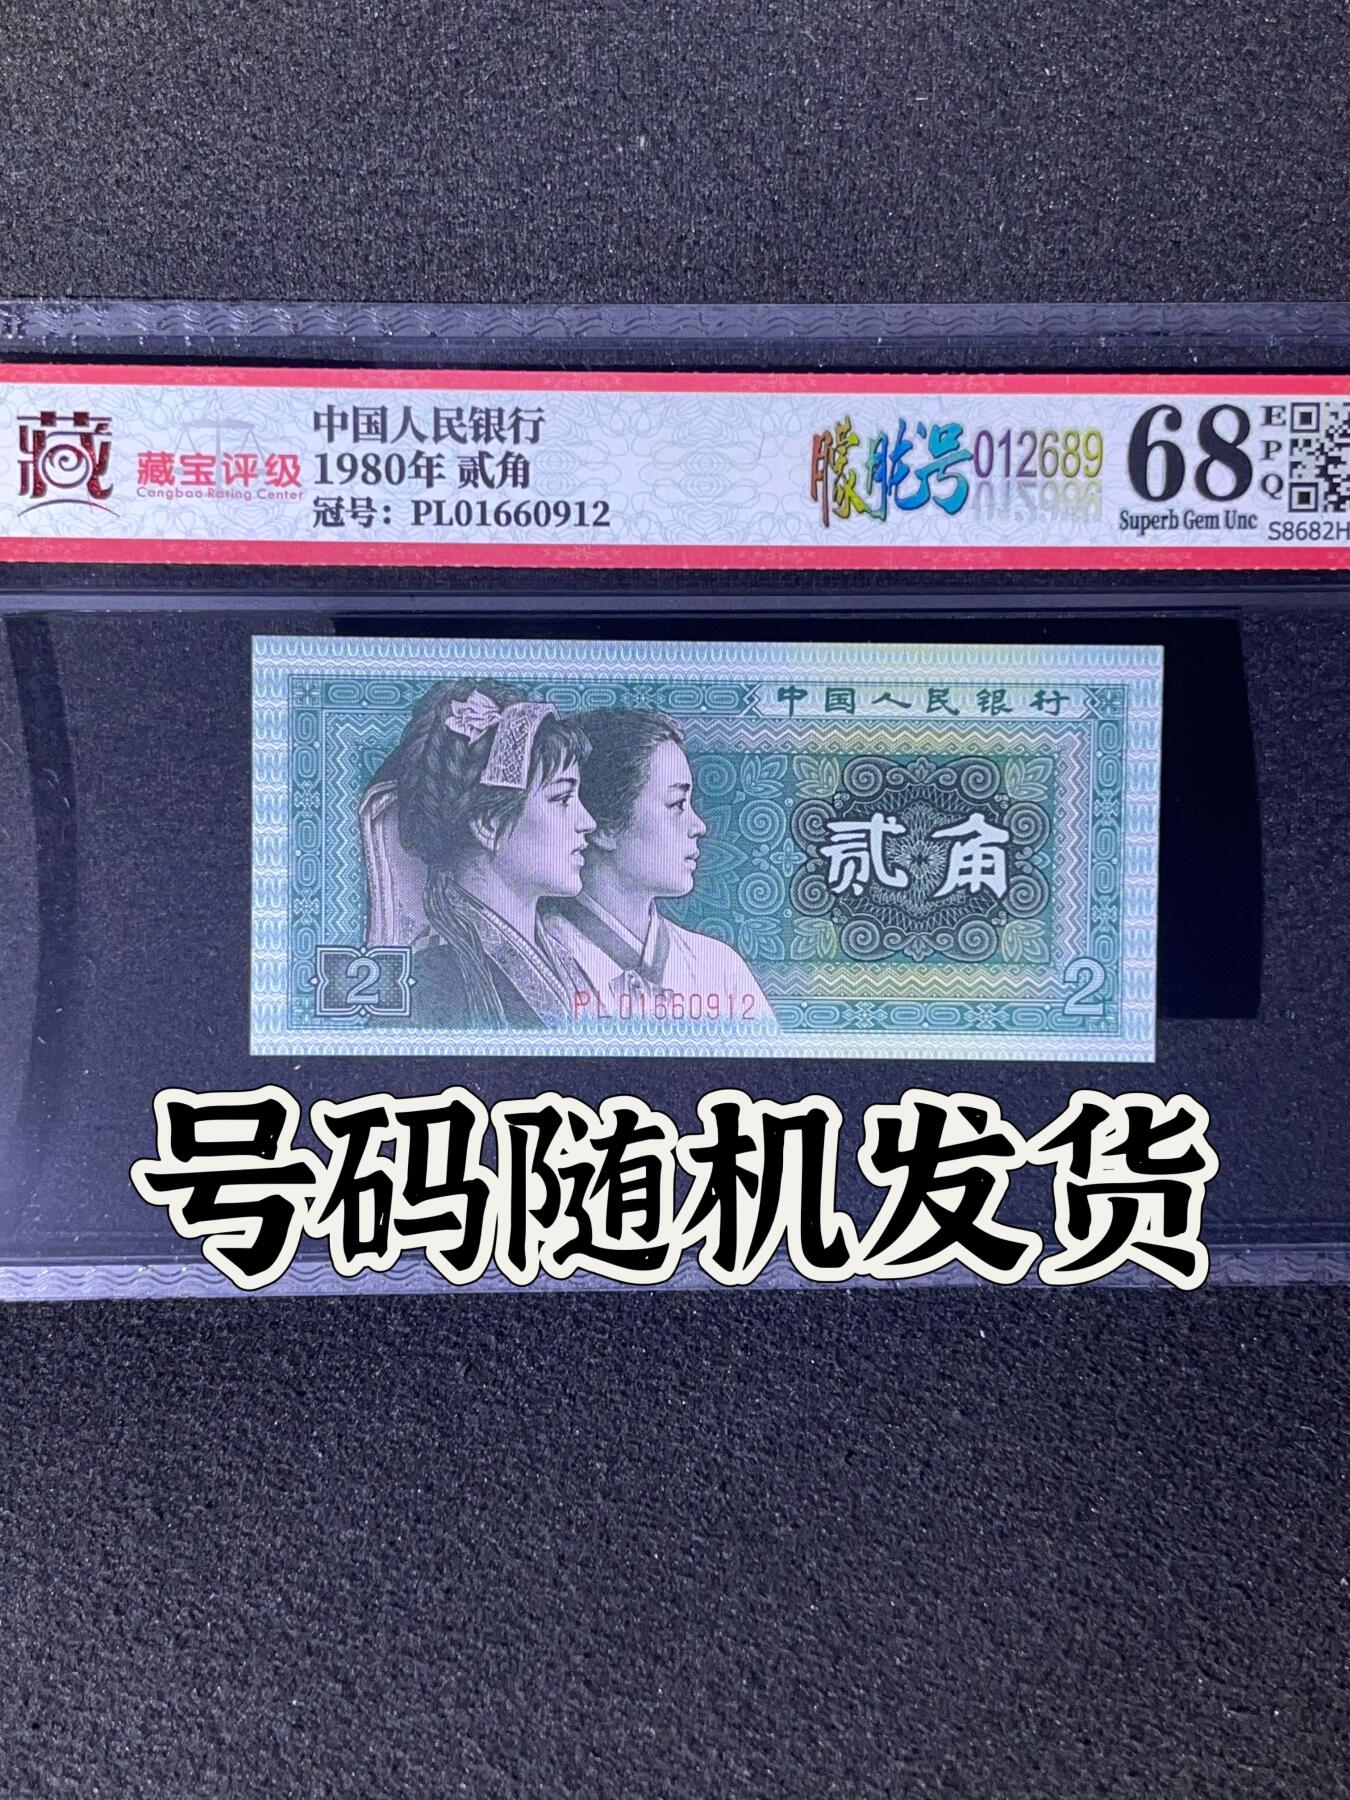 藏
藏宝评级
Cangbao Rating Center
中国人民银行
1980年 贰角
冠号：PL01660912
朦胧号012689
68
EPQ
Superb Gem Unc
S8682H
中国人民银行
贰角
2
2
PL01660912
号码随机发货